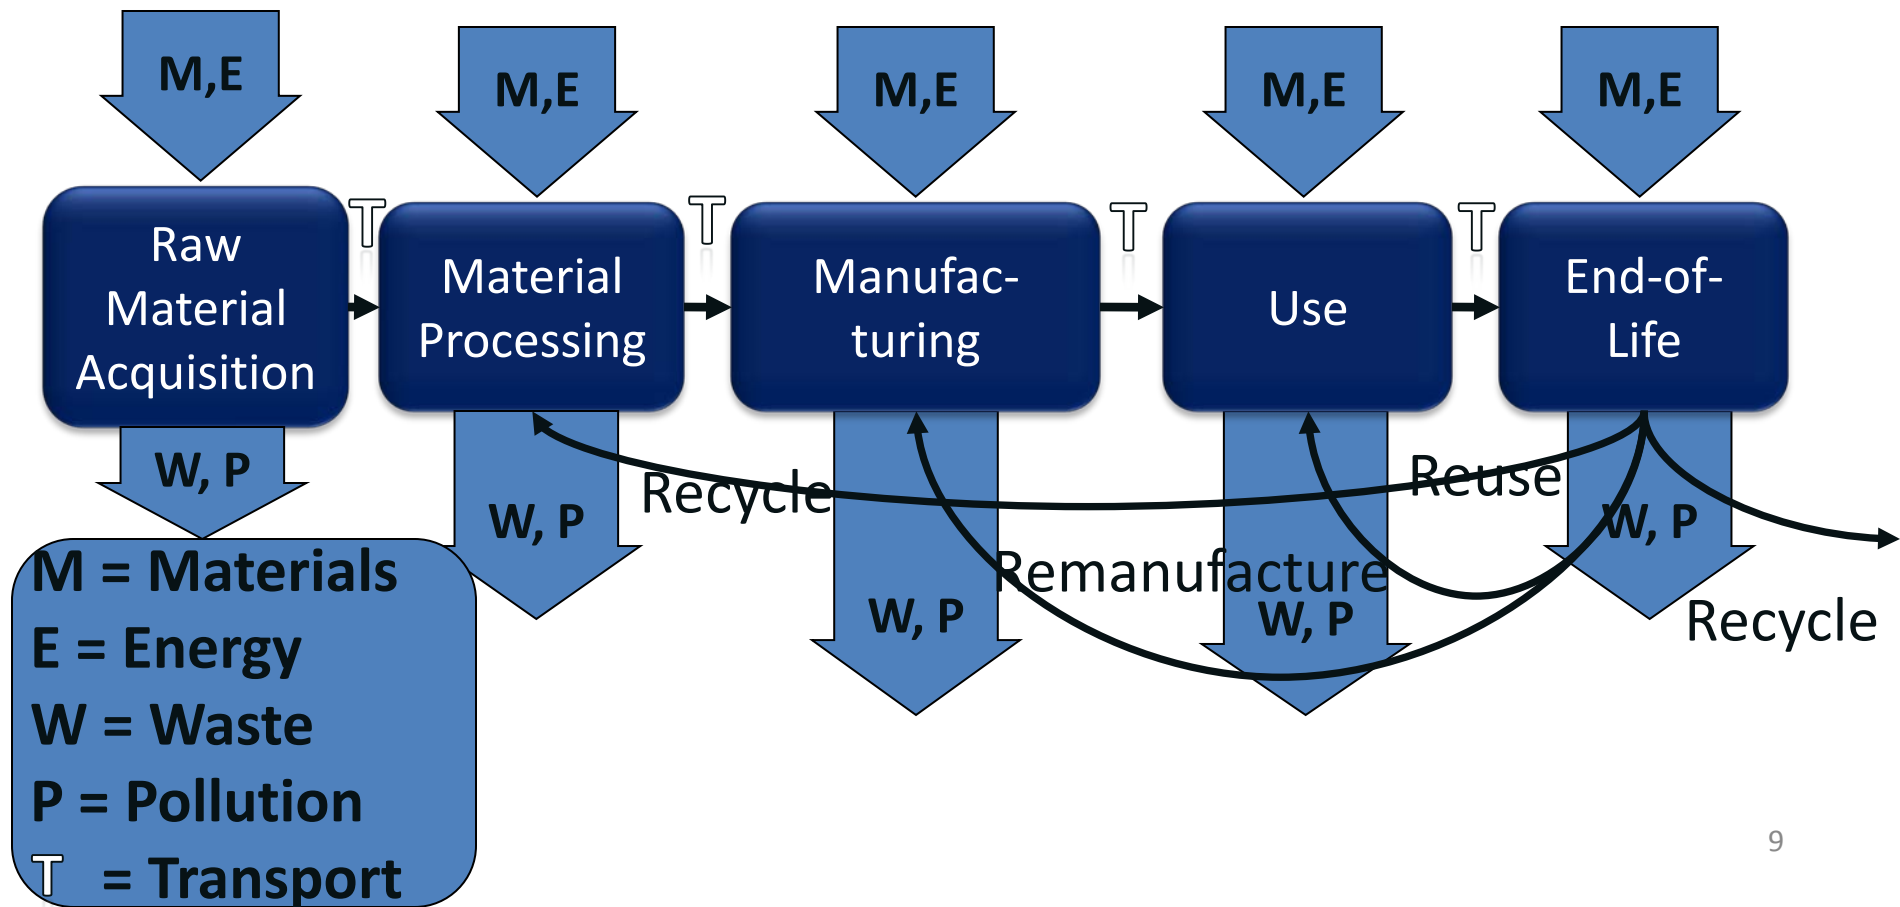 M,E
M,E
M,E
M,E
M,E
T
T
T
T
Raw
Material
Acquisition
Material
Processing
Manufac-
turing
Use
End-of-
Life
W, P
W, P
W, P
W, P
W, P
Recycle
Reuse
Remanufacture
Recycle
M = Materials
E = Energy
W = Waste
P = Pollution
T = Transport
9